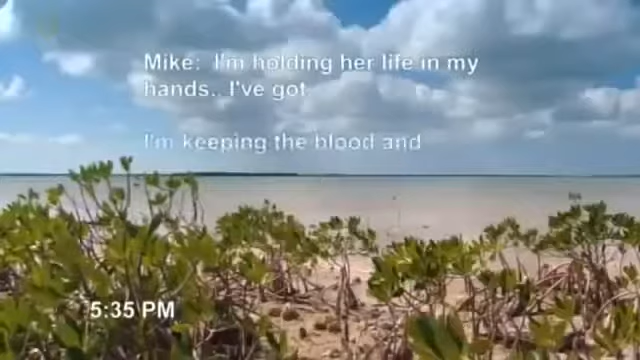 Mike:  I'm holding her life in my
hands.. I've got
I'm keeping the blood and
5:35 PM